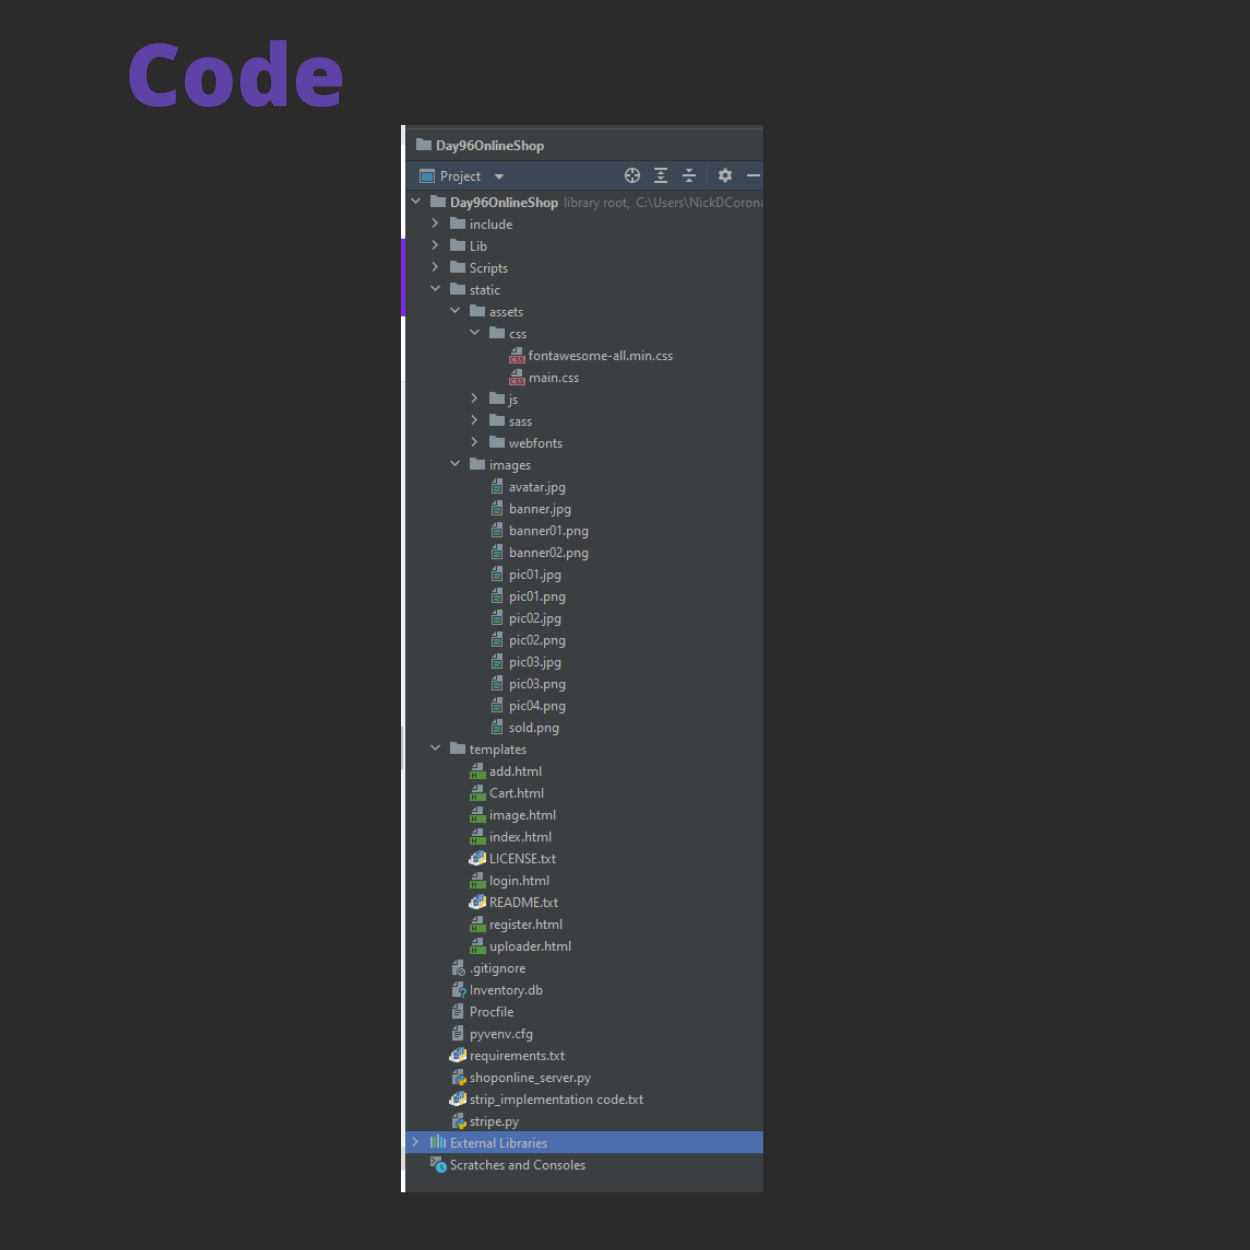 Code
Day96OnlineShop
Project
Day96OnlineShop library root, C:\Users\NickDCorona
include
Lib
Scripts
static
assets
css
fontawesome-all.min.css
main.css
js
sass
webfonts
images
avatar.jpg
banner.jpg
banner01.png
banner02.png
pic01.jpg
pic01.png
pic02.jpg
pic02.png
pic03.jpg
pic03.png
pic04.png
sold.png
templates
add.html
Cart.html
image.html
index.html
LICENSE.txt
login.html
README.txt
register.html
uploader.html
.gitignore
Inventory.db
Procfile
pyvenv.cfg
requirements.txt
shoponline_server.py
strip_implementation code.txt
stripe.py
External Libraries
Scratches and Consoles